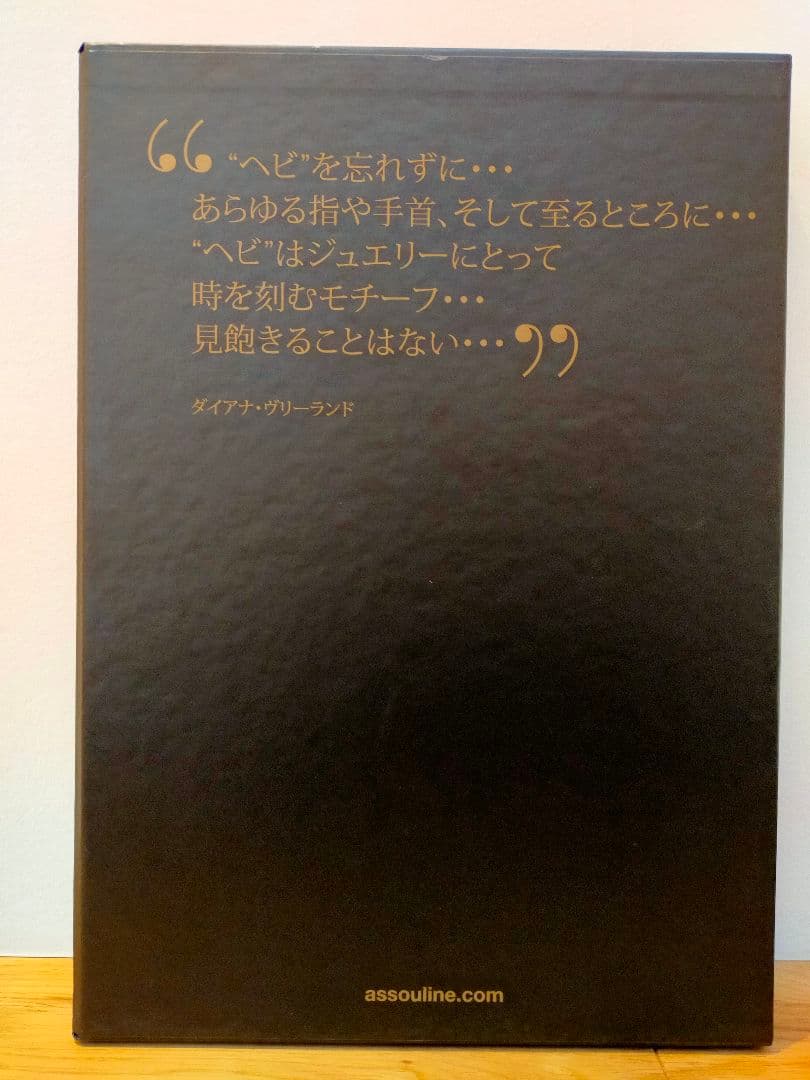 “ “ヘビ”を忘れずに・・・
あらゆる指や手首、そして至るところに・・・
“ヘビ”はジュエリーにとって
時を刻むモチーフ・・・
見飽きることはない・・・ ”
ダイアナ・ヴリーランド
assouline.com